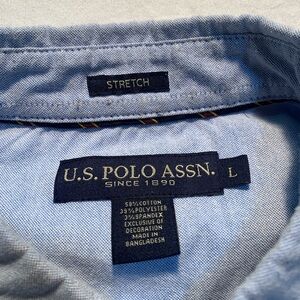 STRETCH
U.S. POLO ASSN.
SINCE 1890
L
58%COTTON
39%POLYESTER
3%SPANDEX
EXCLUSIVE OF
DECORATION
MADE IN
BANGLADESH